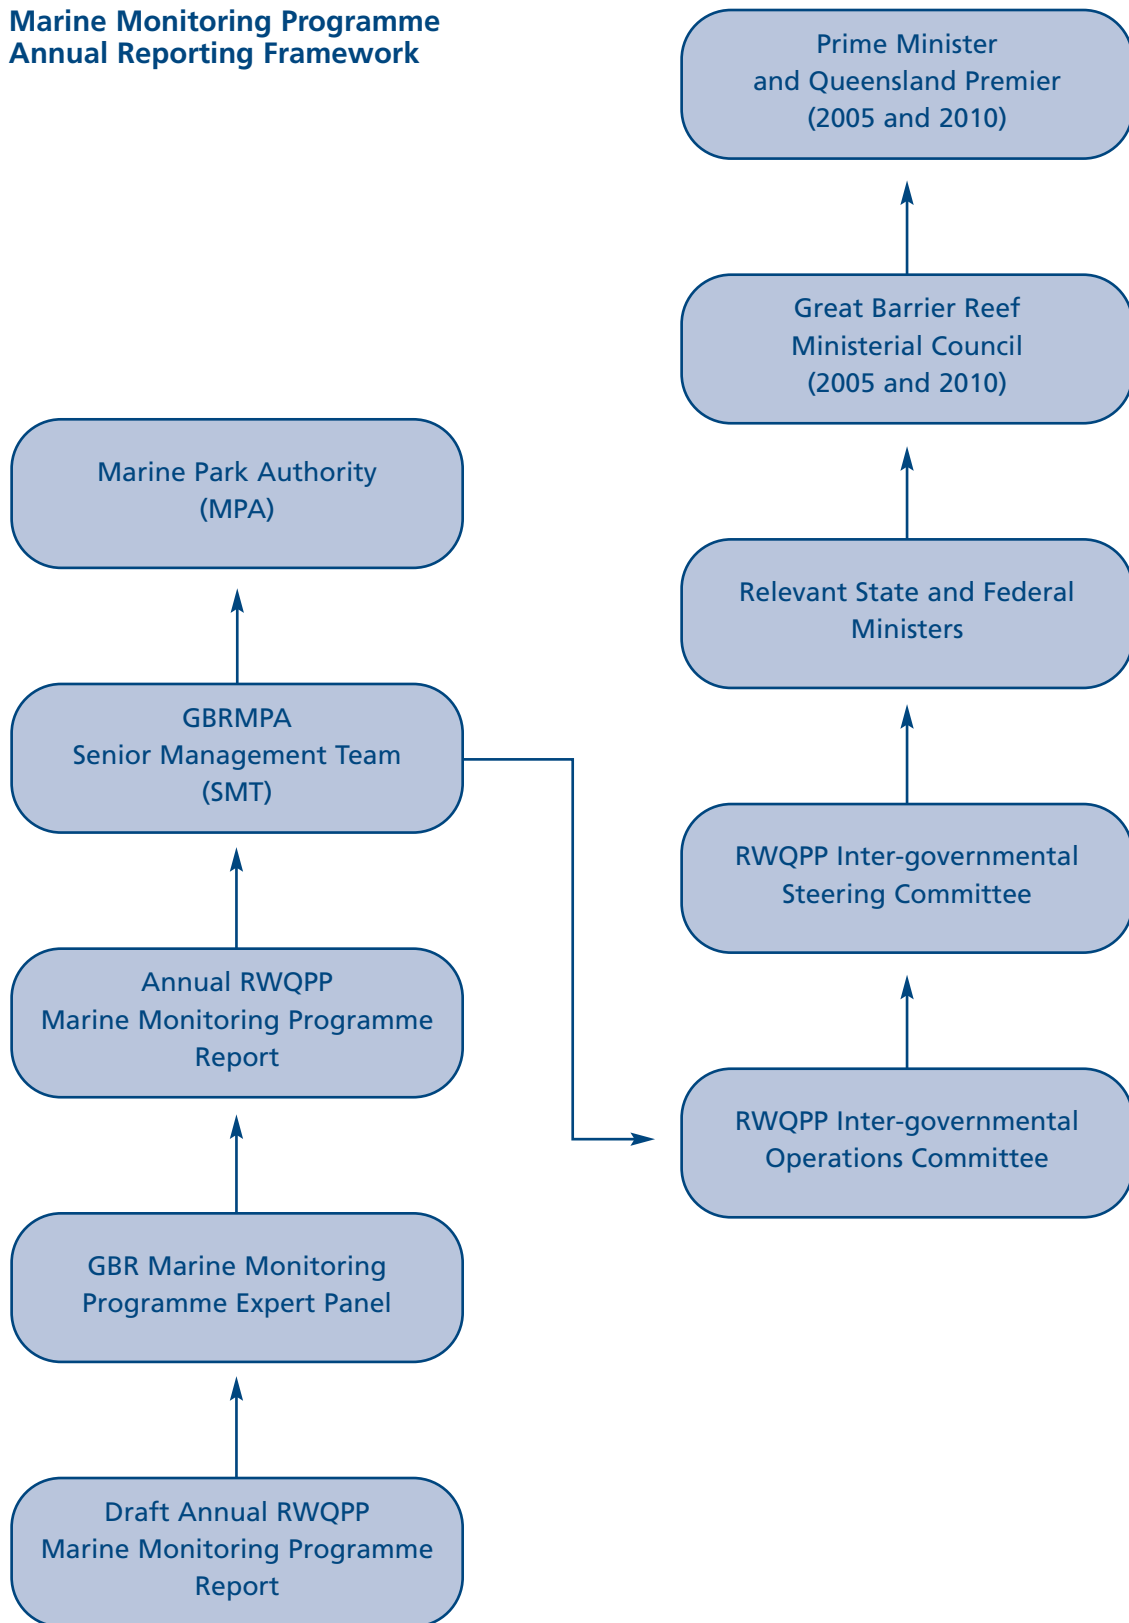 Marine Monitoring Programme
Annual Reporting Framework
Prime Minister
and Queensland Premier
(2005 and 2010)
Great Barrier Reef
Ministerial Council
(2005 and 2010)
Marine Park Authority
(MPA)
Relevant State and Federal
Ministers
GBRMPA
Senior Management Team
(SMT)
RWQPP Inter-governmental
Steering Committee
Annual RWQPP
Marine Monitoring Programme
Report
RWQPP Inter-governmental
Operations Committee
GBR Marine Monitoring
Programme Expert Panel
Draft Annual RWQPP
Marine Monitoring Programme
Report